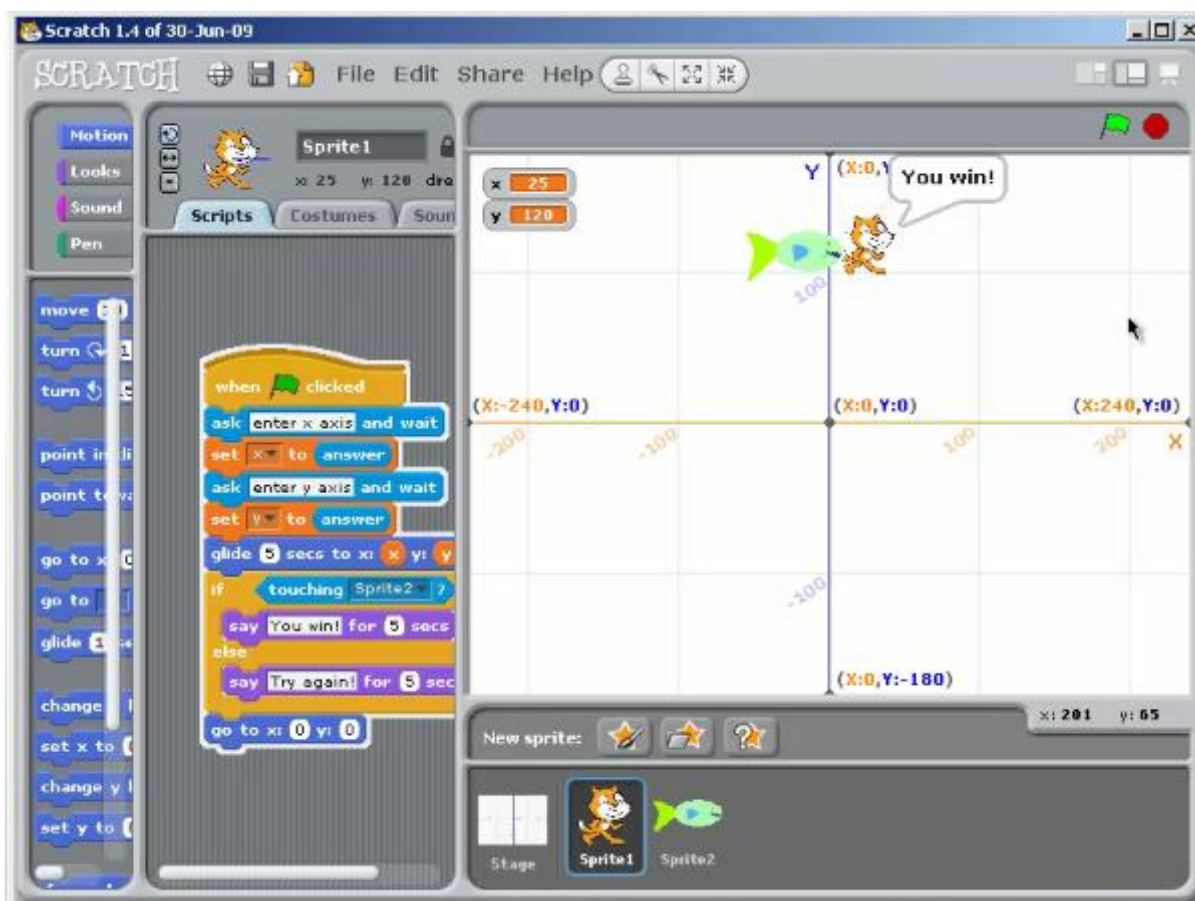 Scratch 1.4 of 30-Jun-09
SCRATCH File Edit Share Help
Motion
Looks
Sound
Pen
Sprite1
x: 25 y: 120
Scripts Costumes
move
turn
turn
go to x
go to
glide 1
change
set x to
change y
set y to
when clicked
ask enter x axis and wait
set x to answer
ask enter y axis and wait
set y to answer
glide 5 secs to x: x y: y
if touching Sprite2 ?
say You win! for 5 secs
else
say Try again! for 5 sec
go to x: 0 y: 0
x 25
y 120
Y (X:0,Y
You win!
100
(X:-240,Y:0) (X:0,Y:0) (X:240,Y:0)
-200 -100 100 200 X
-100
(X:0,Y:-180)
x: 201 y: 65
New sprite:
Stage Sprite1 Sprite2